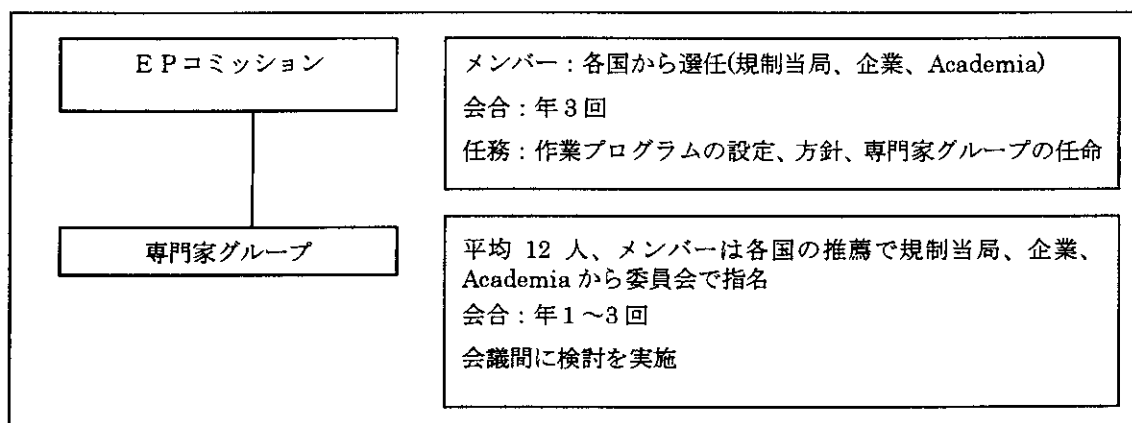 ＥＰコミッション
メンバー：各国から選任(規制当局、企業、Academia)
会合：年３回
任務：作業プログラムの設定、方針、専門家グループの任命
専門家グループ
平均 12 人、メンバーは各国の推薦で規制当局、企業、
Academia から委員会で指名
会合：年１～３回
会議間に検討を実施